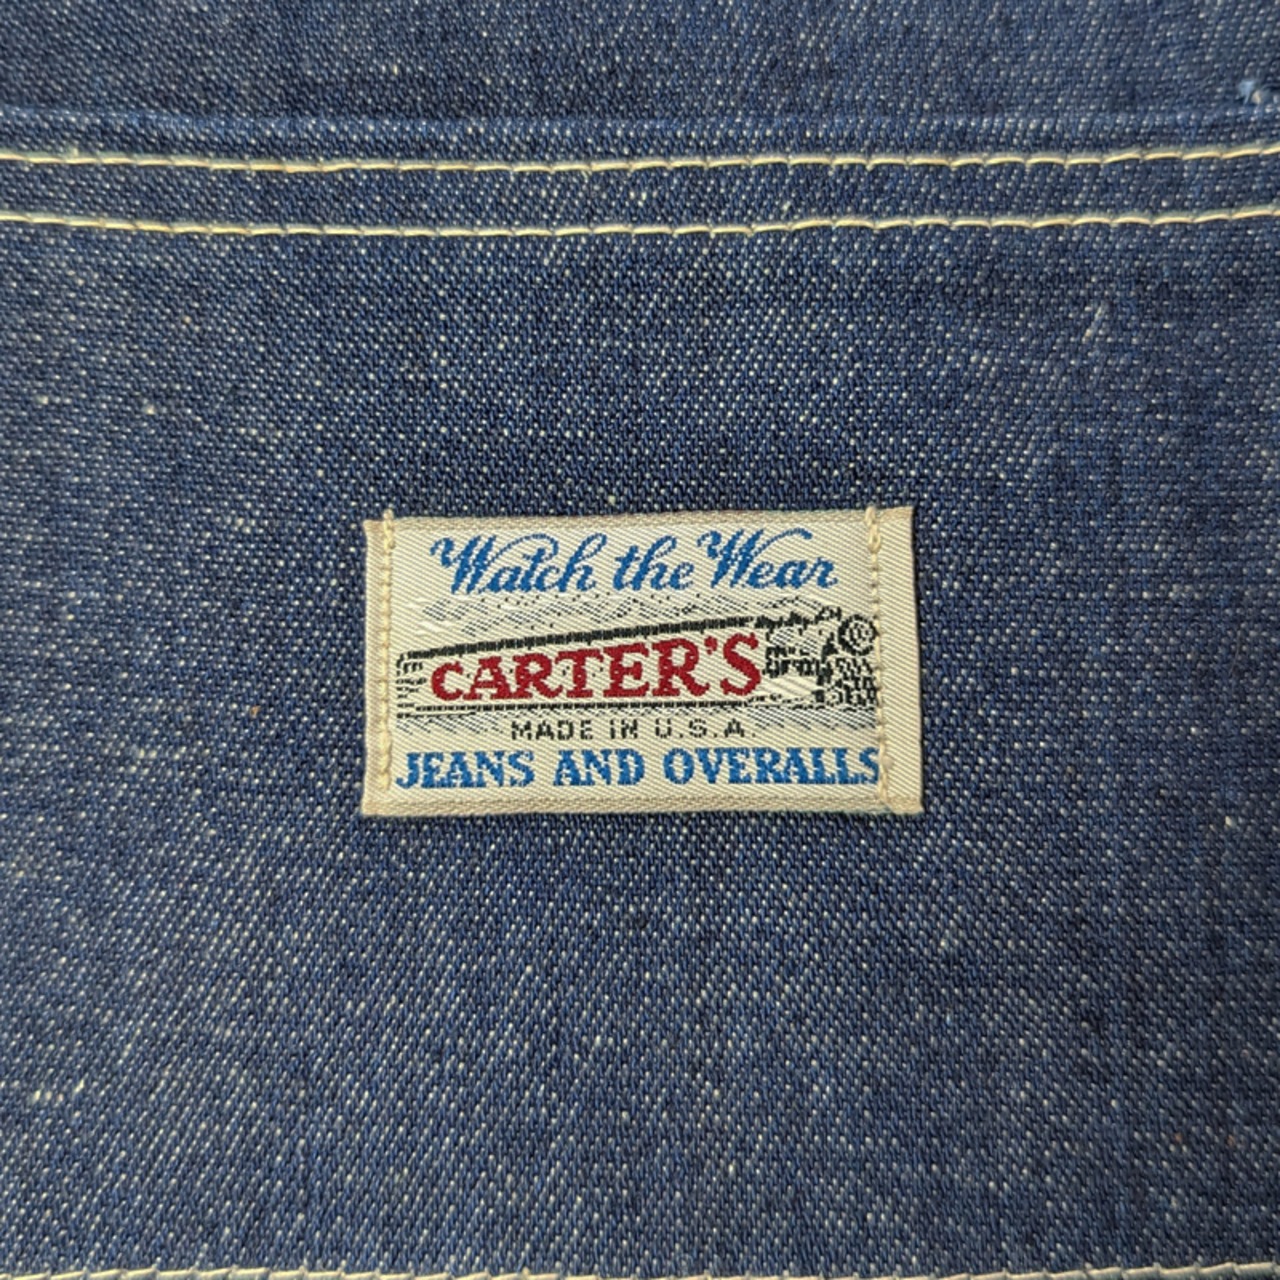 Watch the Wear
CARTER'S
MADE IN U.S.A.
JEANS AND OVERALLS